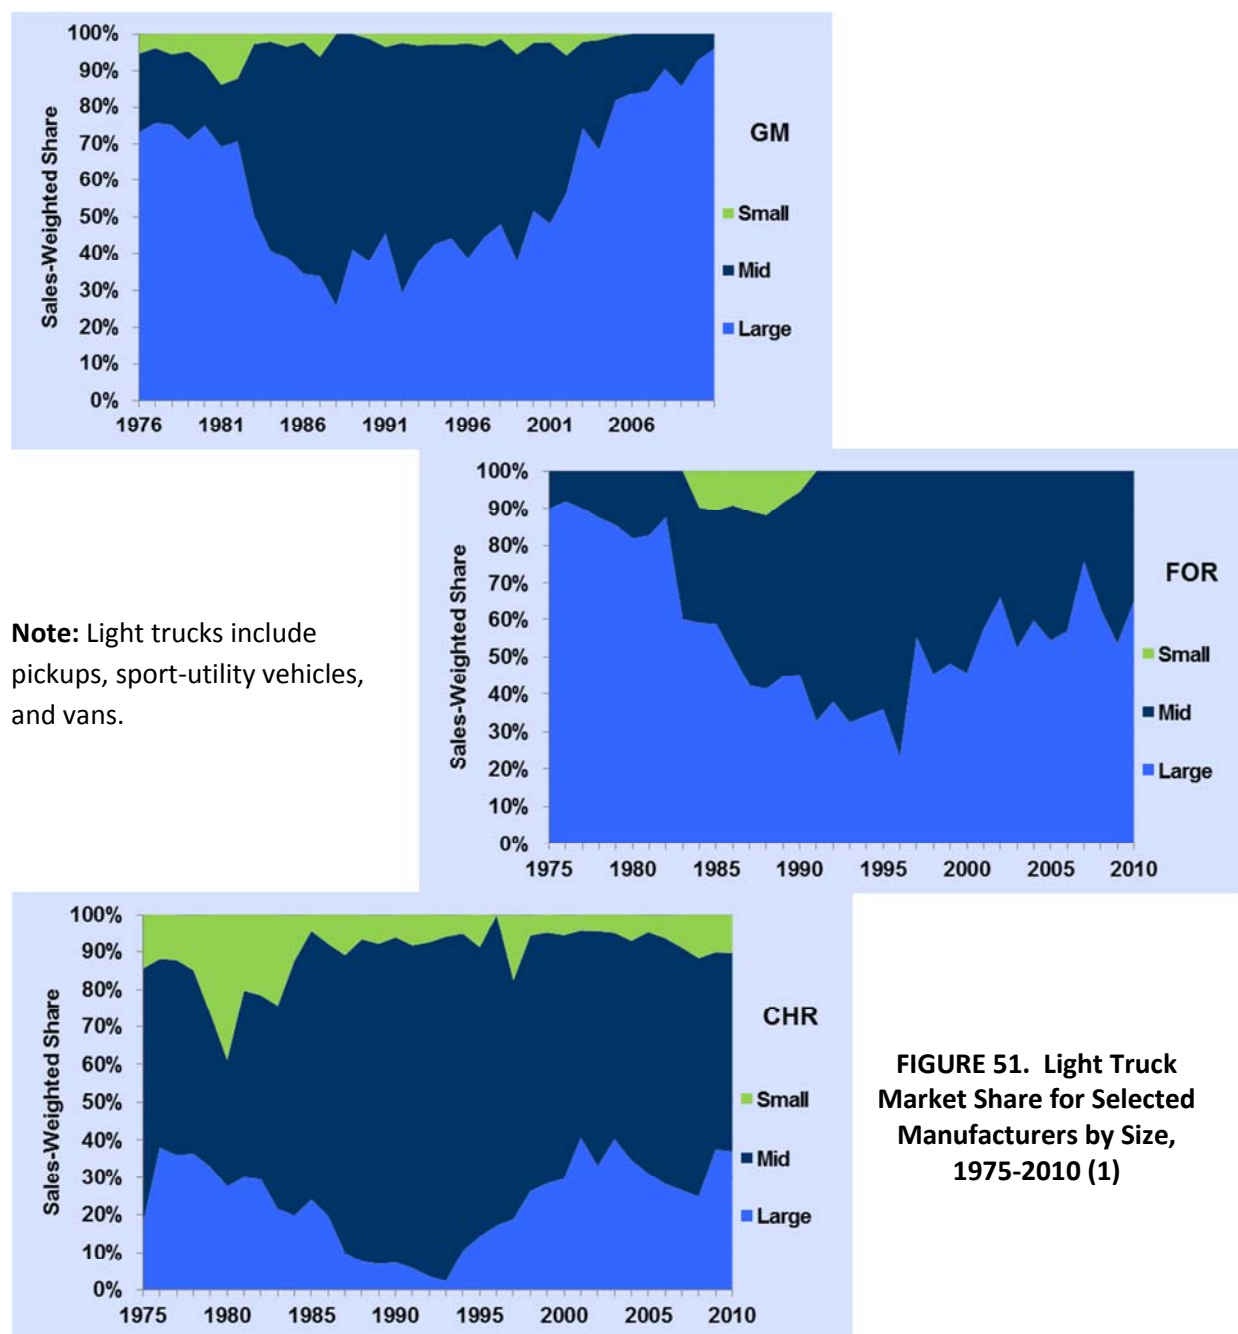 100%
90%
80%
70%
60%
50%
40%
30%
20%
10%
0%
Sales-Weighted Share
1976 1981 1986 1991 1996 2001 2006
GM
Small
Mid
Large
Note: Light trucks include
pickups, sport-utility vehicles,
and vans.
100%
90%
80%
70%
60%
50%
40%
30%
20%
10%
0%
Sales-Weighted Share
1975 1980 1985 1990 1995 2000 2005 2010
FOR
Small
Mid
Large
100%
90%
80%
70%
60%
50%
40%
30%
20%
10%
0%
Sales-Weighted Share
1975 1980 1985 1990 1995 2000 2005 2010
CHR
Small
Mid
Large
FIGURE 51. Light Truck
Market Share for Selected
Manufacturers by Size,
1975-2010 (1)